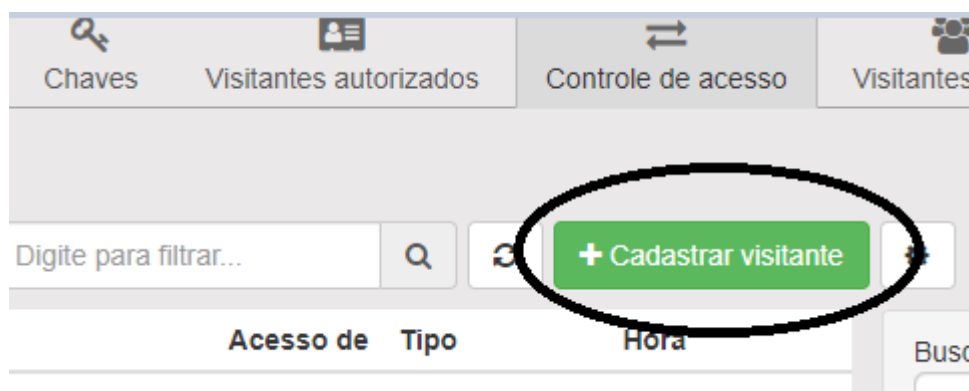 Chaves
Visitantes autorizados
Controle de acesso
Visitantes
Digite para filtrar...
Cadastrar visitante
Acesso de
Tipo
Hora
Busc